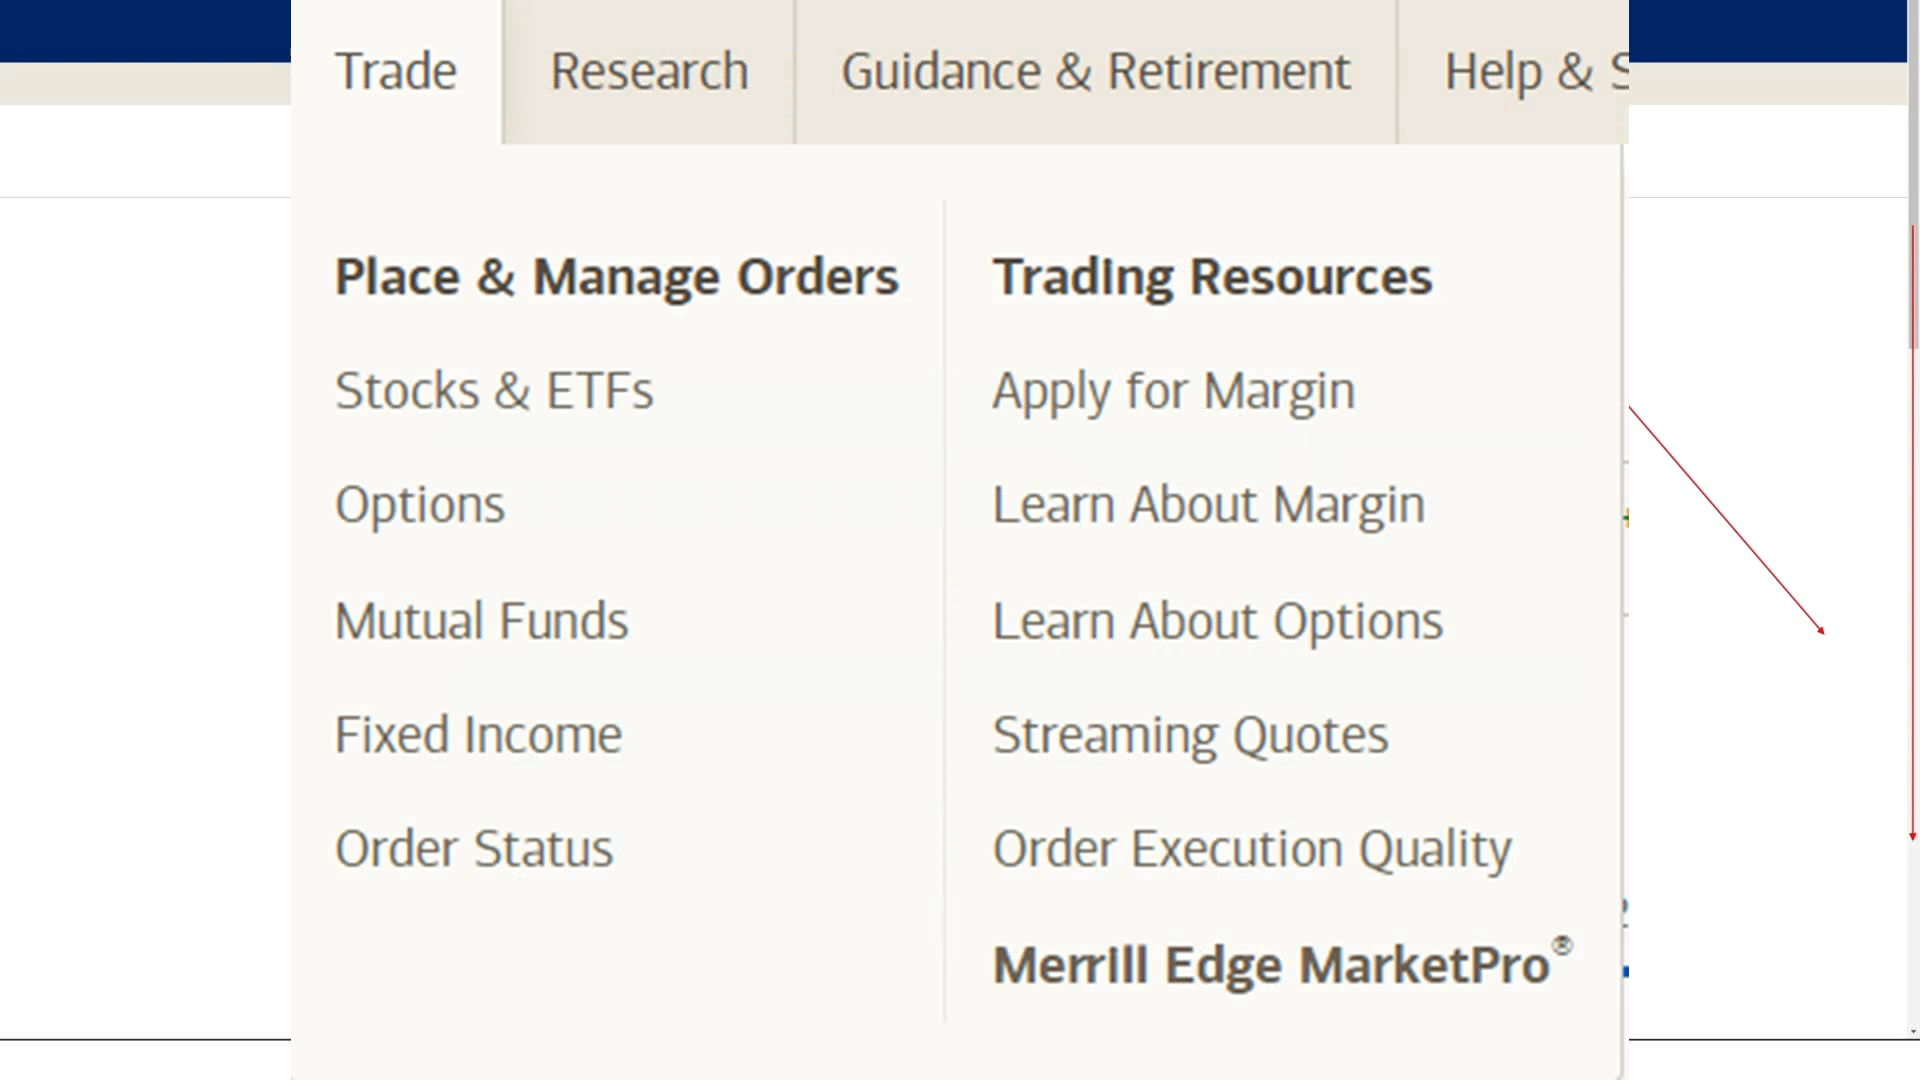 Trade
Research
Guidance & Retirement
Help &
Place & Manage Orders
Stocks & ETFs
Options
Mutual Funds
Fixed Income
Order Status
Trading Resources
Apply for Margin
Learn About Margin
Learn About Options
Streaming Quotes
Order Execution Quality
Merrill Edge MarketPro®